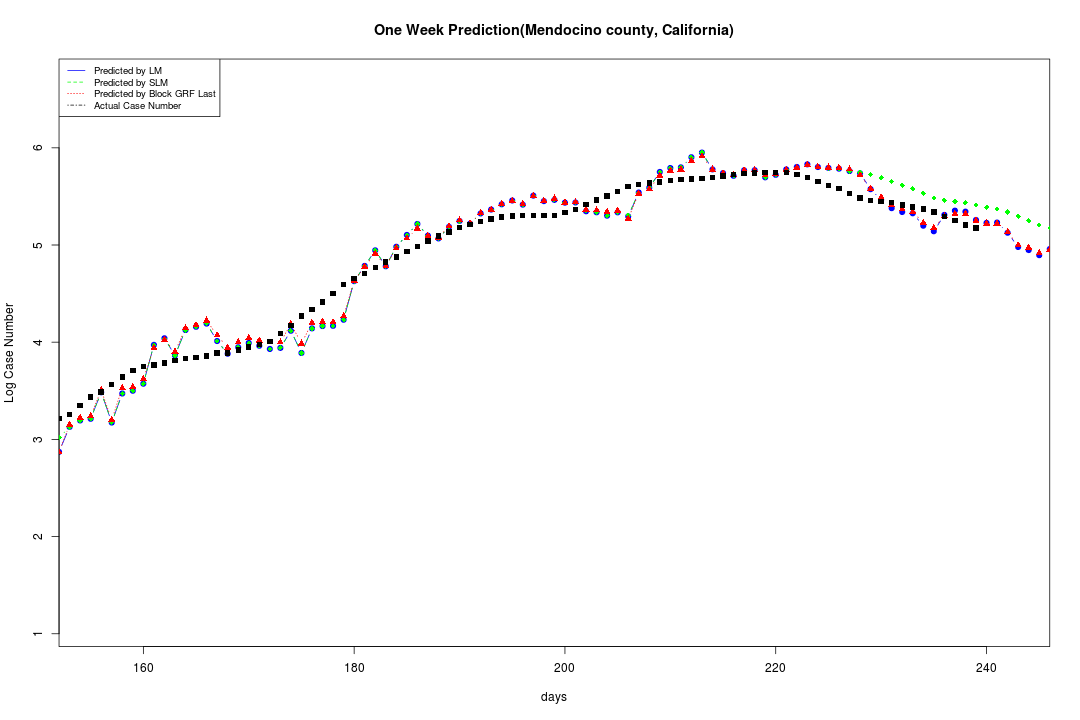 One Week Prediction(Mendocino county, California)
Predicted by LM
Predicted by SLM
Predicted by Block GRF Last
Actual Case Number
6
5
4
3
2
1
Log Case Number
160 180 200 220 240
days